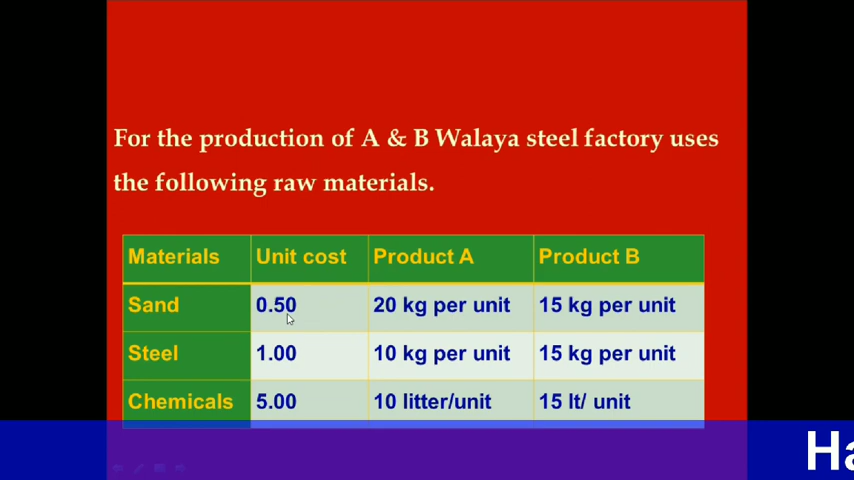 For the production of A & B Walaya steel factory uses
the following raw materials.
Materials Unit cost Product A Product B
Sand 0.50 20 kg per unit 15 kg per unit
Steel 1.00 10 kg per unit 15 kg per unit
Chemicals 5.00 10 litter/unit 15 lt/ unit
Ha